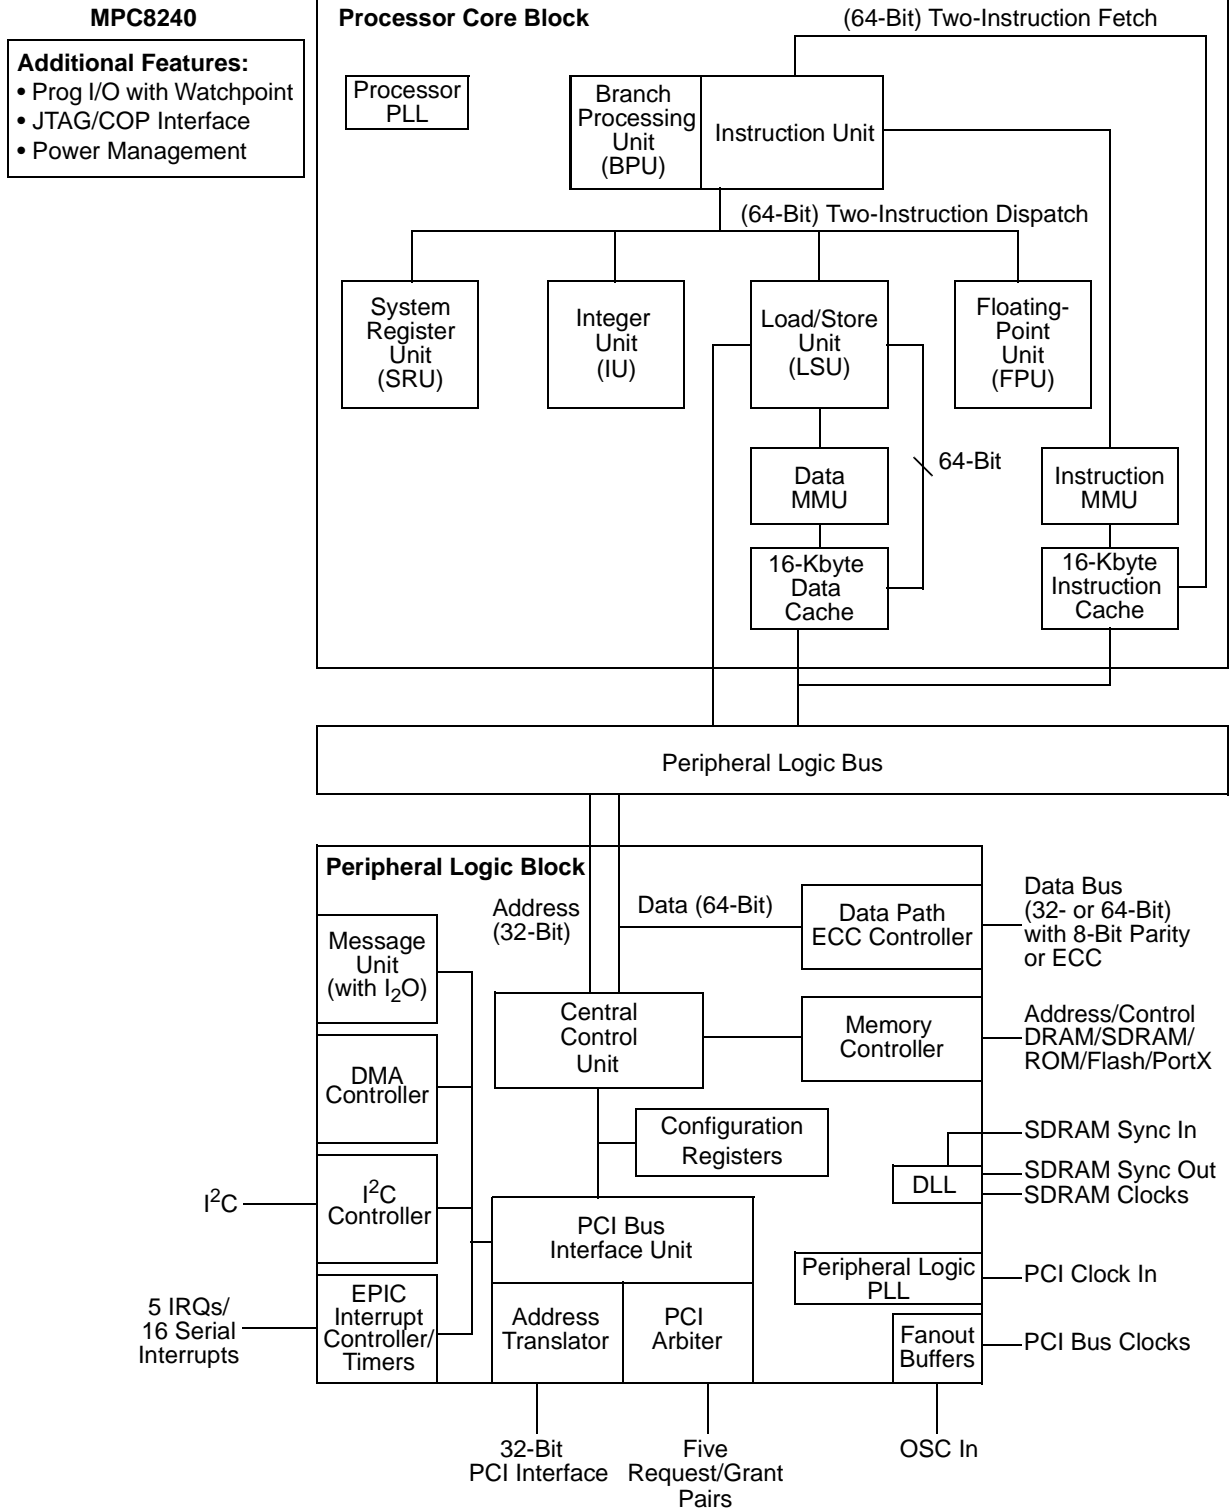 MPC8240
Additional Features:
• Prog I/O with Watchpoint
• JTAG/COP Interface
• Power Management
Processor Core Block
(64-Bit) Two-Instruction Fetch
Processor
PLL
Branch
Processing
Unit
(BPU)
Instruction Unit
(64-Bit) Two-Instruction Dispatch
System
Register
Unit
(SRU)
Integer
Unit
(IU)
Load/Store
Unit
(LSU)
Floating-
Point
Unit
(FPU)
64-Bit
Data
MMU
Instruction
MMU
16-Kbyte
Data
Cache
16-Kbyte
Instruction
Cache
Peripheral Logic Bus
Peripheral Logic Block
Address
(32-Bit)
Data (64-Bit)
Data Path
ECC Controller
Data Bus
(32- or 64-Bit)
with 8-Bit Parity
or ECC
Message
Unit
(with I₂O)
Central
Control
Unit
Memory
Controller
Address/Control
DRAM/SDRAM/
ROM/Flash/PortX
DMA
Controller
Configuration
Registers
SDRAM Sync In
DLL
SDRAM Sync Out
SDRAM Clocks
I²C
I²C
Controller
PCI Bus
Interface Unit
Peripheral Logic
PLL
PCI Clock In
5 IRQs/
16 Serial
Interrupts
EPIC
Interrupt
Controller/
Timers
Address
Translator
PCI
Arbiter
Fanout
Buffers
PCI Bus Clocks
32-Bit
PCI Interface
Five
Request/Grant
Pairs
OSC In